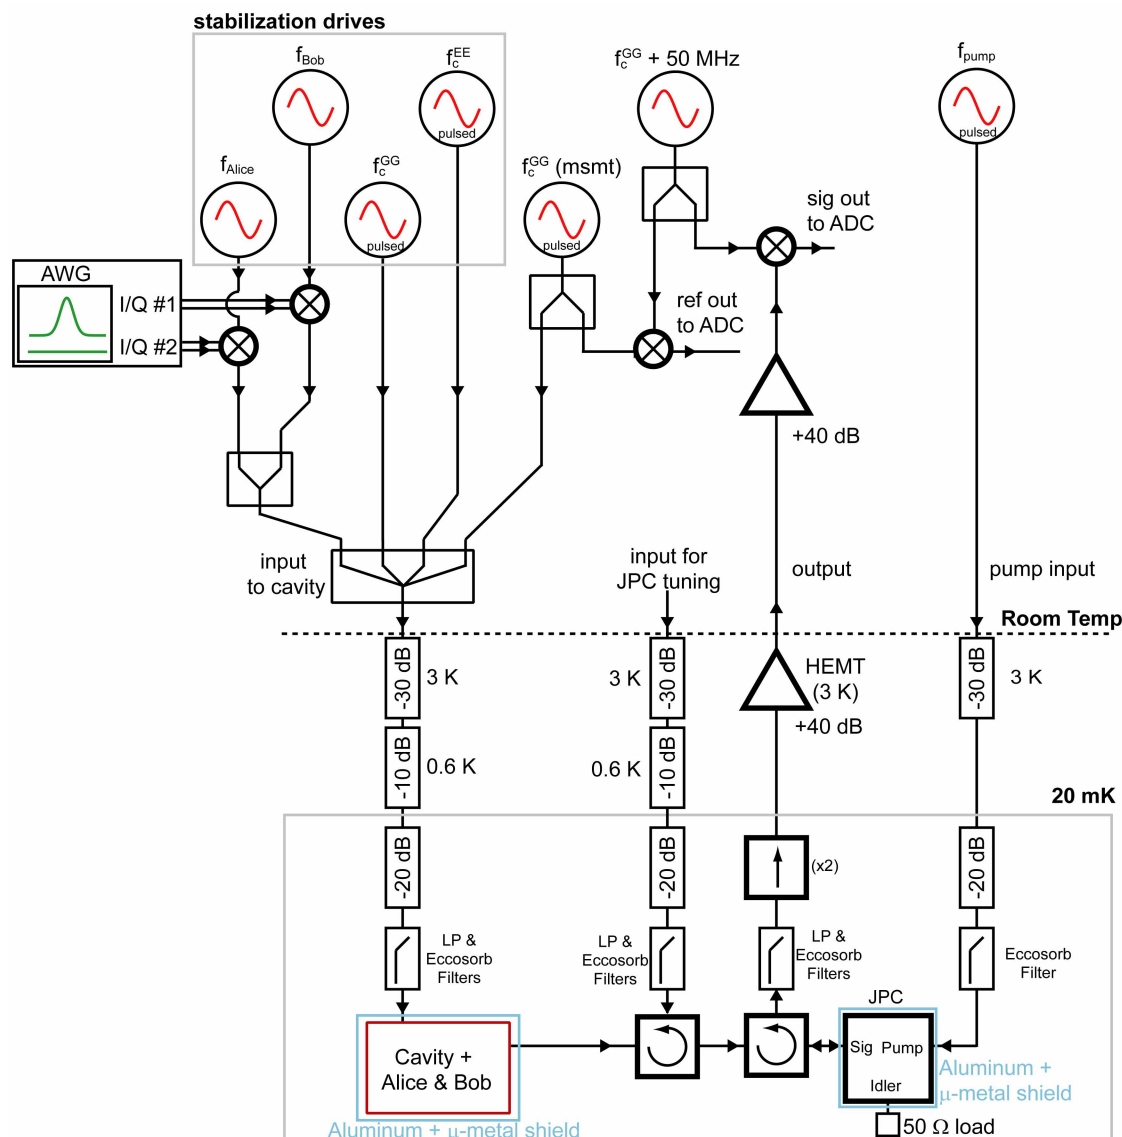 stabilization drives
f_Bob
f_c^EE
pulsed
f_c^GG + 50 MHz
f_pump
pulsed
f_Alice
f_c^GG
pulsed
f_c^GG (msmt)
pulsed
sig out
to ADC
AWG
I/Q #1
I/Q #2
ref out
to ADC
+40 dB
input
to cavity
input for
JPC tuning
output
pump input
Room Temp
-30 dB
3 K
3 K
-30 dB
HEMT
(3 K)
+40 dB
-30 dB
3 K
-10 dB
0.6 K
0.6 K
-10 dB
20 mK
-20 dB
-20 dB
(x2)
-20 dB
LP &
Eccosorb
Filters
LP &
Eccosorb
Filters
LP &
Eccosorb
Filters
Eccosorb
Filter
JPC
Cavity +
Alice & Bob
Sig Pump
Idler
Aluminum +
μ-metal shield
Aluminum + μ-metal shield
50 Ω load